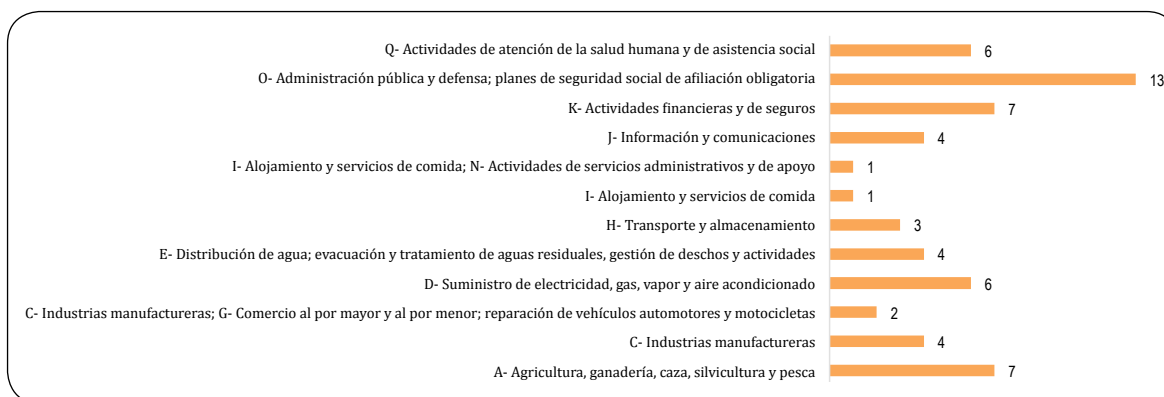 Q- Actividades de atención de la salud humana y de asistencia social 6
O- Administración pública y defensa; planes de seguridad social de afiliación obligatoria 13
K- Actividades financieras y de seguros 7
J- Información y comunicaciones 4
I- Alojamiento y servicios de comida; N- Actividades de servicios administrativos y de apoyo 1
I- Alojamiento y servicios de comida 1
H- Transporte y almacenamiento 3
E- Distribución de agua; evacuación y tratamiento de aguas residuales, gestión de deschos y actividades 4
D- Suministro de electricidad, gas, vapor y aire acondicionado 6
C- Industrias manufactureras; G- Comercio al por mayor y al por menor; reparación de vehículos automotores y motocicletas 2
C- Industrias manufactureras 4
A- Agricultura, ganadería, caza, silvicultura y pesca 7